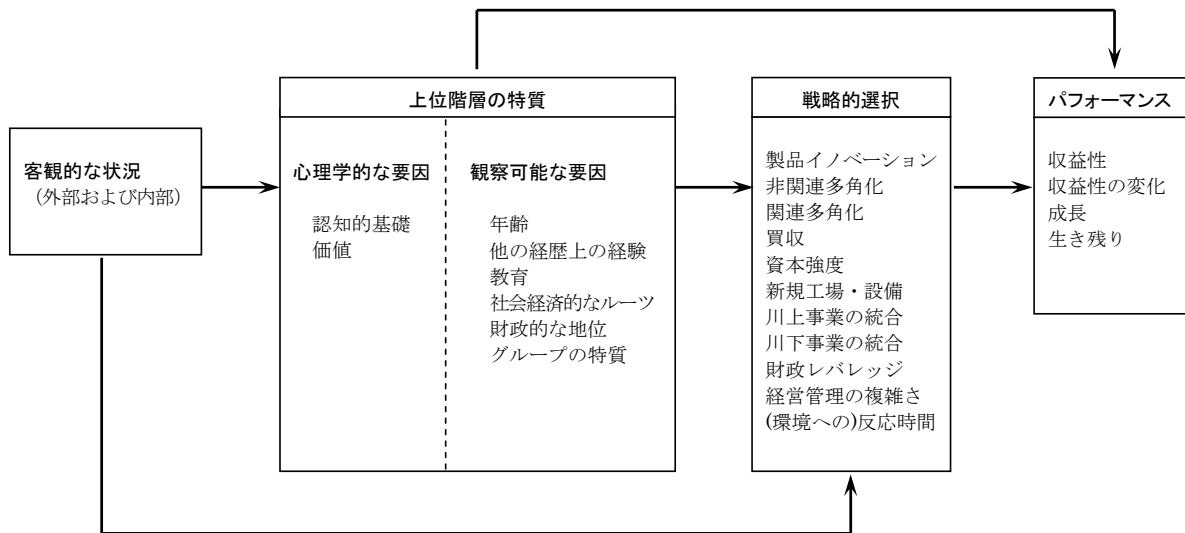 客観的な状況
（外部および内部）
上位階層の特質
心理学的な要因
認知的基礎
価値
観察可能な要因
年齢
他の経歴上の経験
教育
社会経済的なルーツ
財政的な地位
グループの特質
戦略的選択
製品イノベーション
非関連多角化
関連多角化
買収
資本強度
新規工場・設備
川上事業の統合
川下事業の統合
財政レバレッジ
経営管理の複雑さ
(環境への)反応時間
パフォーマンス
収益性
収益性の変化
成長
生き残り